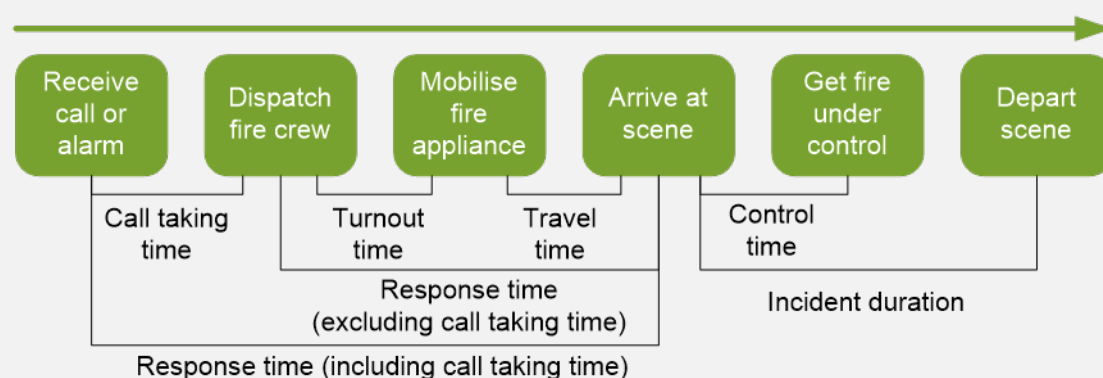 Receive
call or
alarm
Dispatch
fire crew
Mobilise
fire
appliance
Arrive at
scene
Get fire
under
control
Depart
scene
Call taking
time
Turnout
time
Travel
time
Control
time
Response time
(excluding call taking time)
Incident duration
Response time (including call taking time)